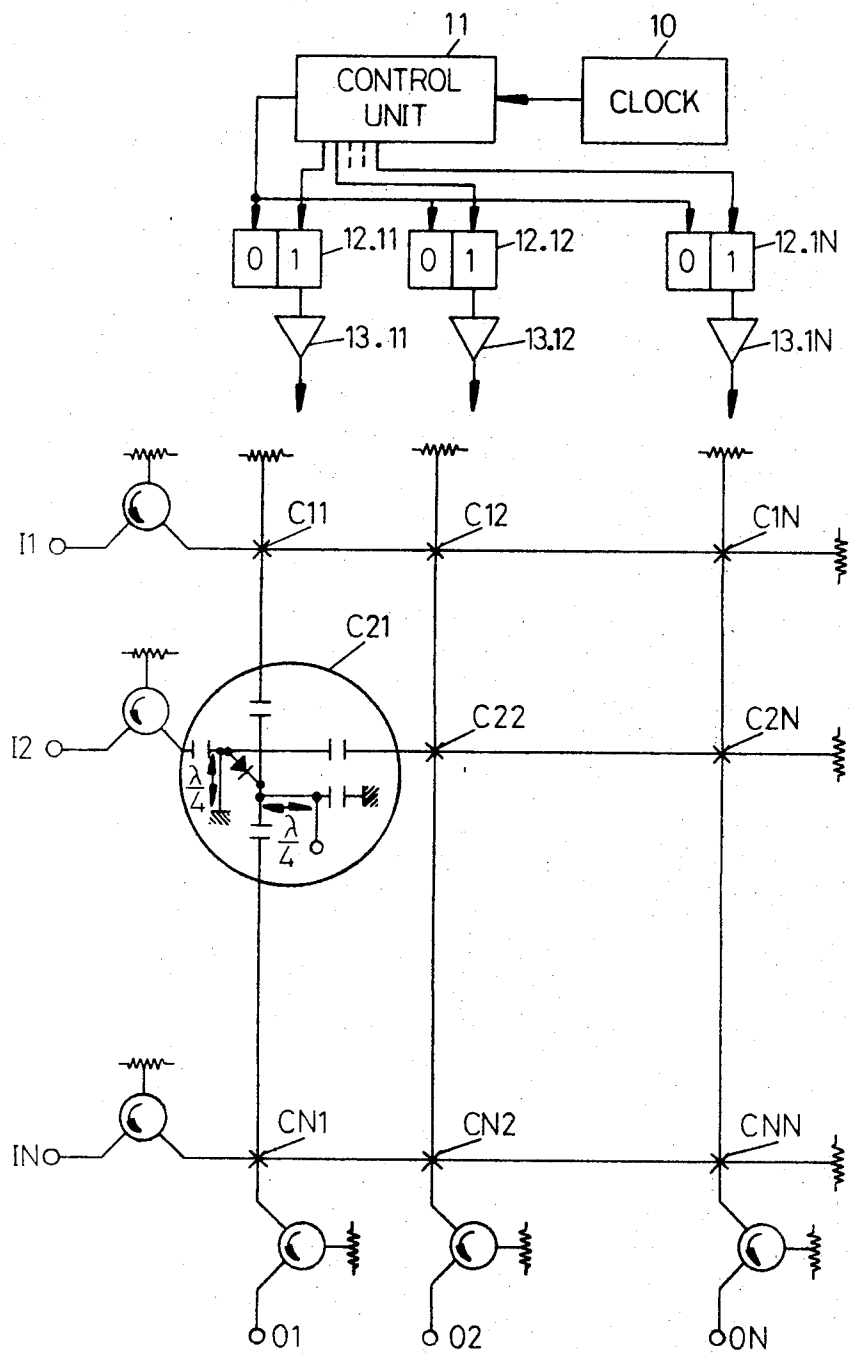 11
10
CONTROL
UNIT
CLOCK
0 1
12.11
0 1
12.12
0 1
12.1N
13.11
13.12
13.1N
I1
C11
C12
C1N
C21
I2
C22
C2N
λ
4
λ
4
IN
CN1
CN2
CNN
01
02
0N